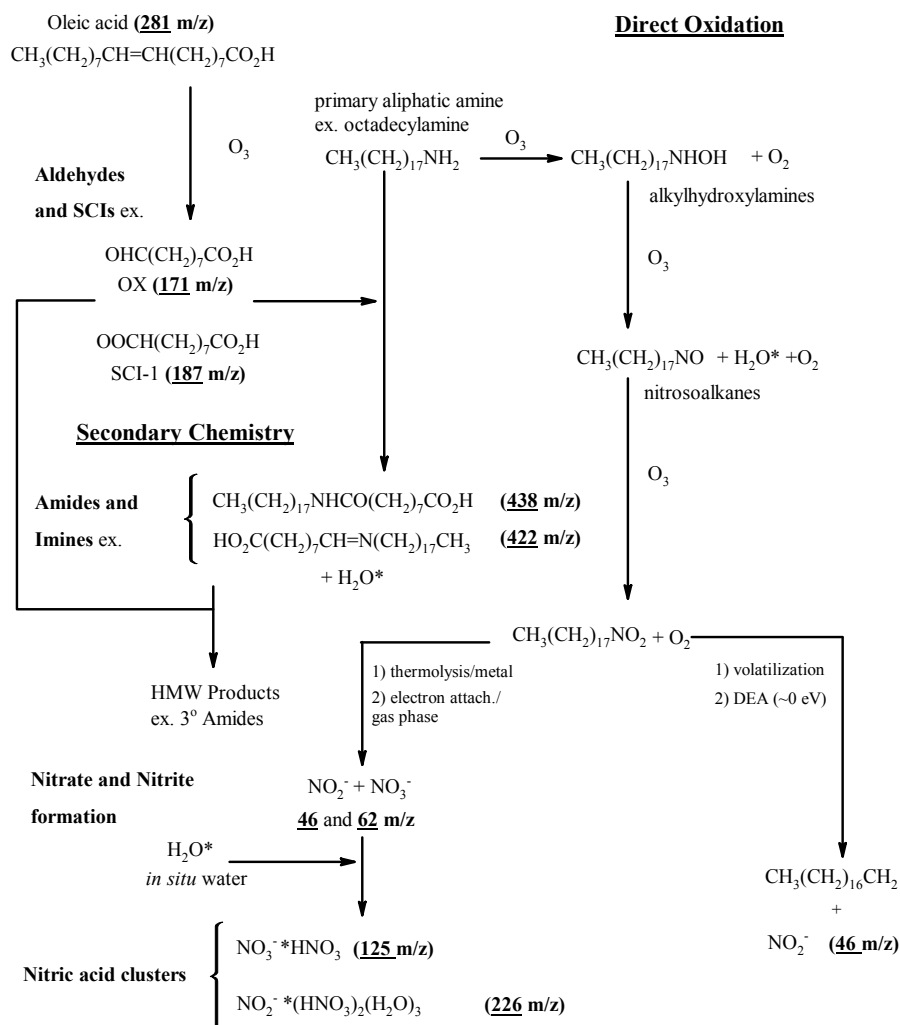 Oleic acid (281 m/z)
CH3(CH2)7CH=CH(CH2)7CO2H
Direct Oxidation
O3
primary aliphatic amine
ex. octadecylamine
CH3(CH2)17NH2
O3
CH3(CH2)17NHOH + O2
alkylhydroxylamines
Aldehydes
and SCIs ex.
OHC(CH2)7CO2H
OX (171 m/z)
OOCH(CH2)7CO2H
SCI-1 (187 m/z)
O3
CH3(CH2)17NO + H2O* +O2
nitrosoalkanes
Secondary Chemistry
O3
Amides and
Imines ex.
CH3(CH2)17NHCO(CH2)7CO2H (438 m/z)
HO2C(CH2)7CH=N(CH2)17CH3 (422 m/z)
+ H2O*
CH3(CH2)17NO2 + O2
HMW Products
ex. 3o Amides
1) thermolysis/metal
2) electron attach./
gas phase
1) volatilization
2) DEA (~0 eV)
Nitrate and Nitrite
formation
NO2- + NO3-
46 and 62 m/z
H2O*
in situ water
CH3(CH2)16CH2
+
NO2- (46 m/z)
Nitric acid clusters
NO3- *HNO3 (125 m/z)
NO2- *(HNO3)2(H2O)3 (226 m/z)